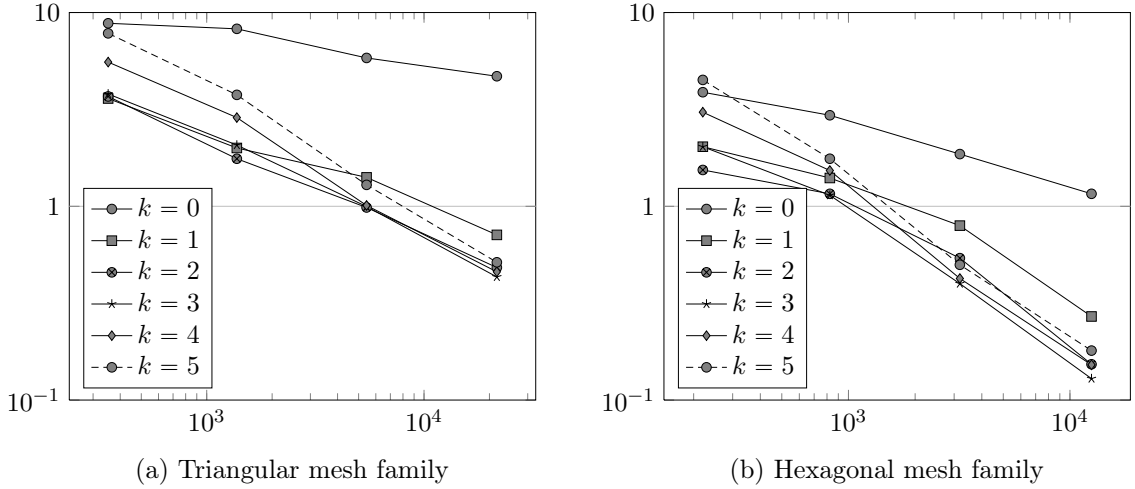 10
1
10^{-1}
k = 0
k = 1
k = 2
k = 3
k = 4
k = 5
10^3
10^4
(a) Triangular mesh family
10
1
10^{-1}
k = 0
k = 1
k = 2
k = 3
k = 4
k = 5
10^3
10^4
(b) Hexagonal mesh family